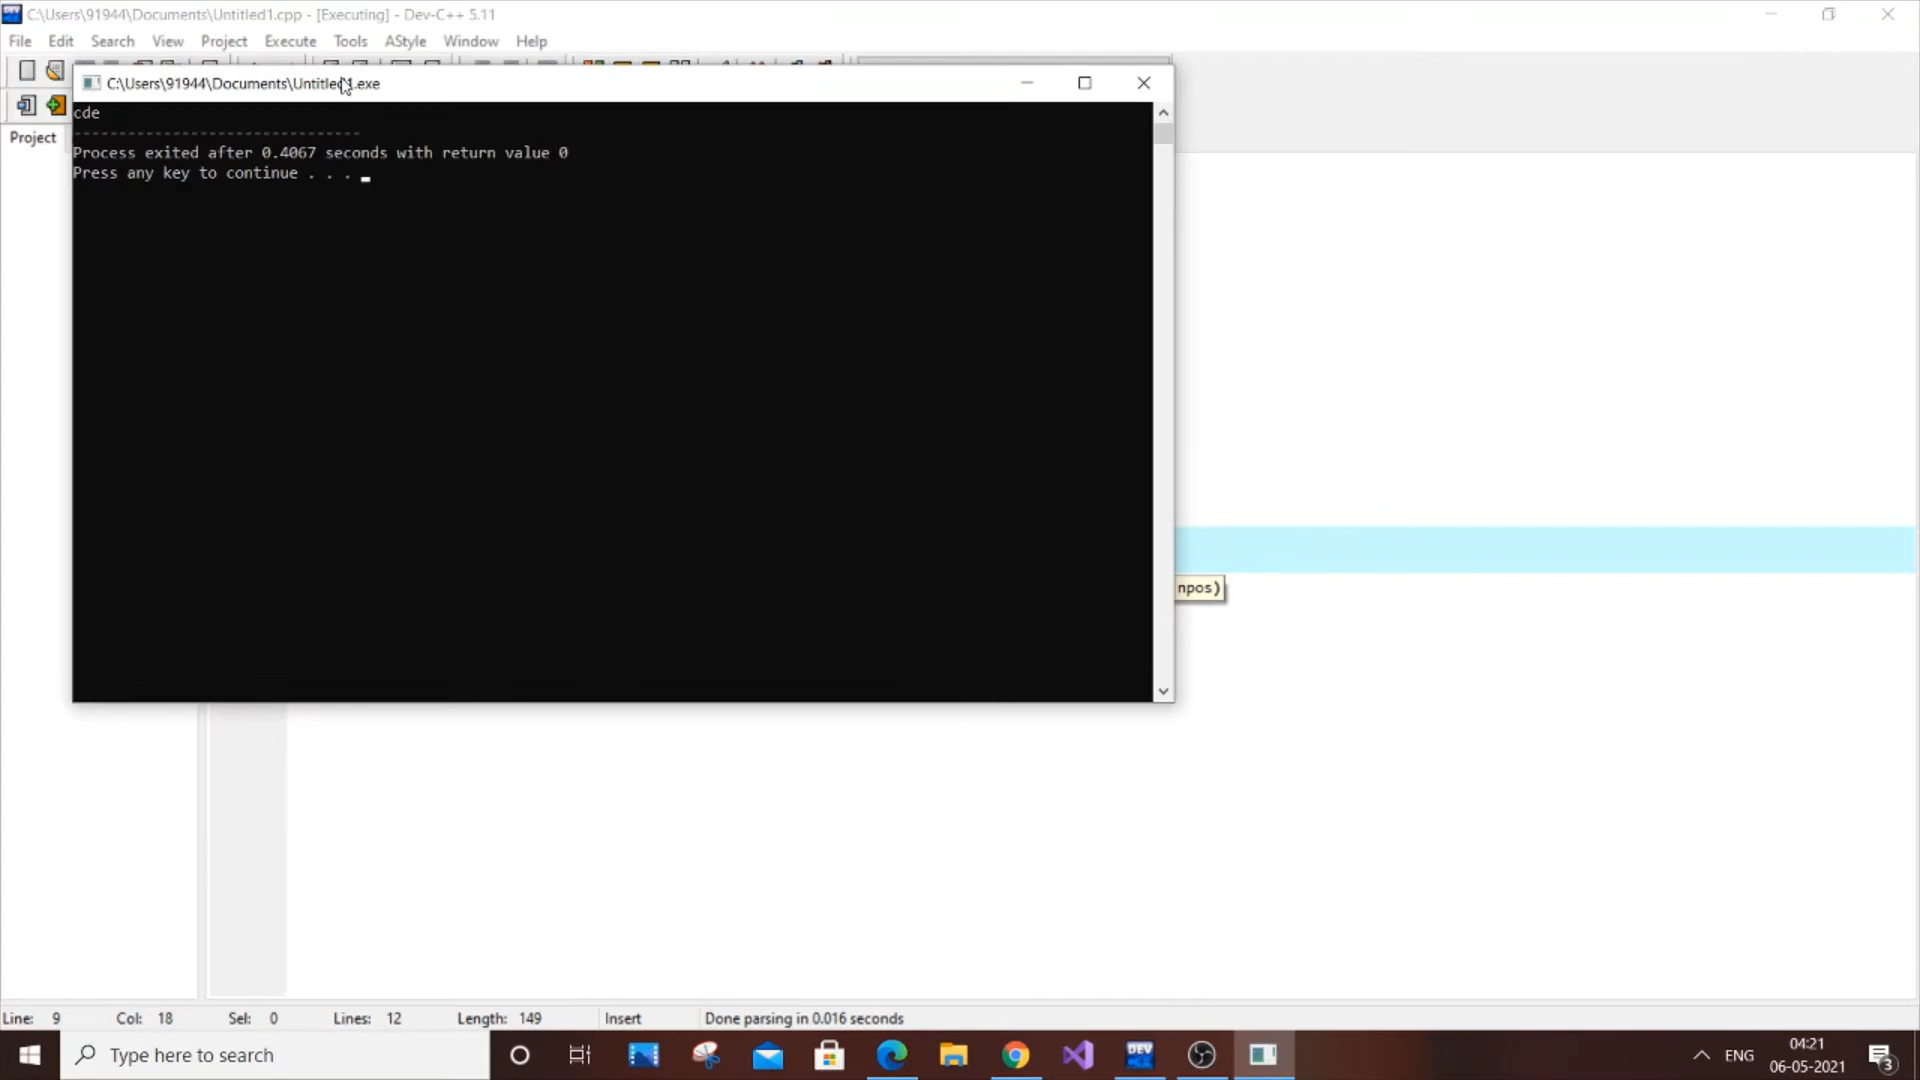 C:\Users\91944\Documents\Untitled1.cpp - [Executing] - Dev-C++ 5.11
File Edit Search View Project Execute Tools AStyle Window Help
C:\Users\91944\Documents\Untitled1.exe
cde
--------------------------------
Process exited after 0.4067 seconds with return value 0
Press any key to continue . . .
Project
npos)
Line: 9 Col: 18 Sel: 0 Lines: 12 Length: 149 Insert Done parsing in 0.016 seconds
Type here to search
DEV
ENG
04:21
06-05-2021
3